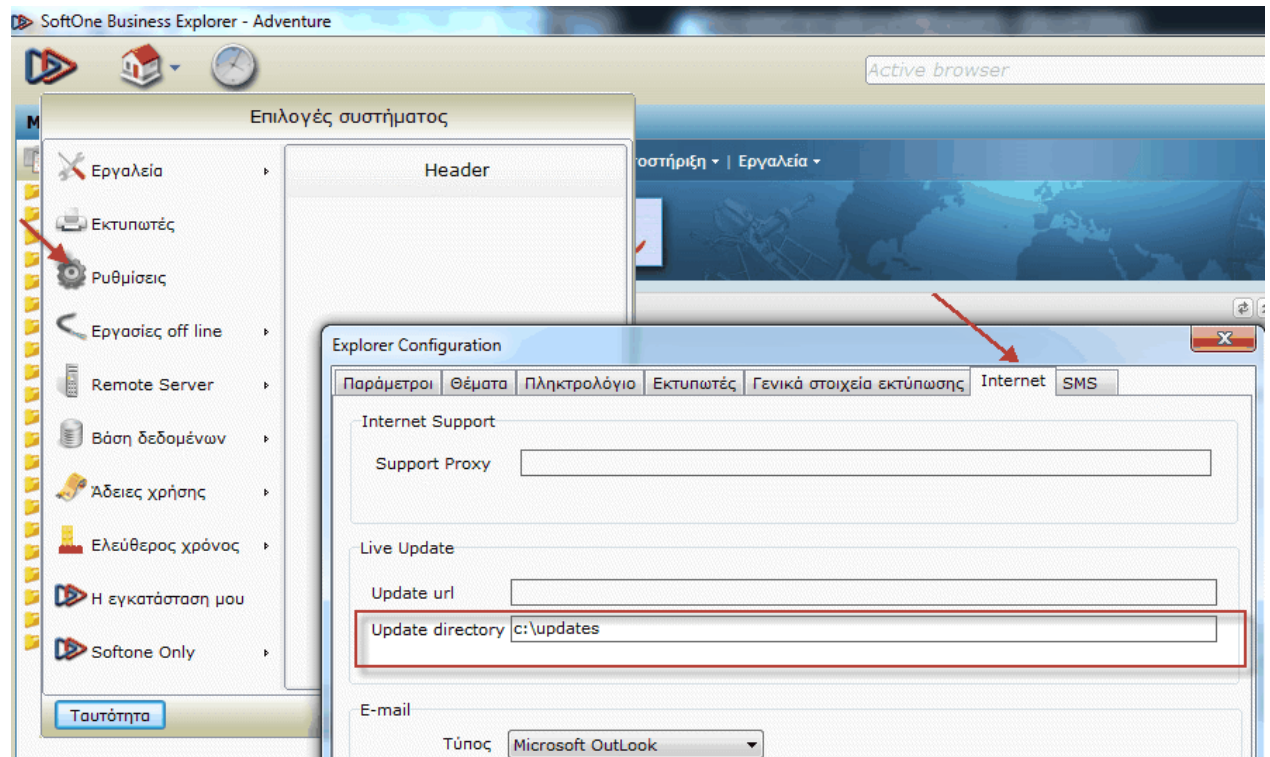 SoftOne Business Explorer - Adventure
Active browser
Επιλογές συστήματος
Μ
Εργαλεία
Header
οστήριξη | Εργαλεία
Εκτυπωτές
Ρυθμίσεις
Εργασίες off line
Explorer Configuration
Παράμετροι Θέματα Πληκτρολόγιο Εκτυπωτές Γενικά στοιχεία εκτύπωσης Internet SMS
Remote Server
Internet Support
Βάση δεδομένων
Support Proxy
Άδειες χρήσης
Ελεύθερος χρόνος
Live Update
Update url
Η εγκατάσταση μου
Update directory c:\updates
Softone Only
Ταυτότητα
E-mail
Τύπος Microsoft OutLook